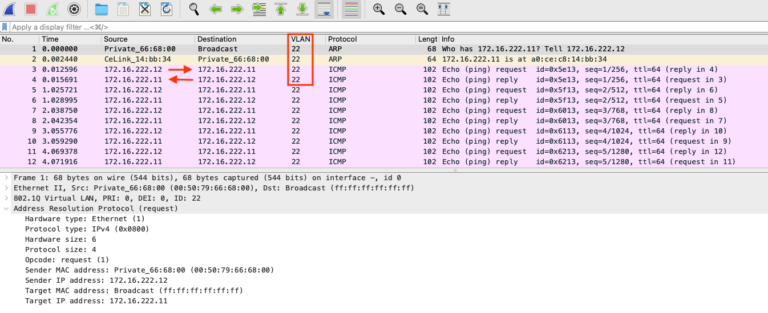 Apply a display filter ... <⌘/>
No. Time Source Destination VLAN Protocol Lengt Info
1 0.000000 Private_66:68:00 Broadcast 22 ARP 68 Who has 172.16.222.11? Tell 172.16.222.12
2 0.002440 CeLink_14:bb:34 Private_66:68:00 22 ARP 64 172.16.222.11 is at a0:ce:c8:14:bb:34
3 0.012596 172.16.222.12 172.16.222.11 22 ICMP 102 Echo (ping) request id=0x5e13, seq=1/256, ttl=64 (reply in 4)
4 0.015691 172.16.222.11 172.16.222.12 22 ICMP 102 Echo (ping) reply id=0x5e13, seq=1/256, ttl=64 (request in 3)
5 1.025721 172.16.222.12 172.16.222.11 22 ICMP 102 Echo (ping) request id=0x5f13, seq=2/512, ttl=64 (reply in 6)
6 1.028995 172.16.222.11 172.16.222.12 22 ICMP 102 Echo (ping) reply id=0x5f13, seq=2/512, ttl=64 (request in 5)
7 2.038750 172.16.222.12 172.16.222.11 22 ICMP 102 Echo (ping) request id=0x6013, seq=3/768, ttl=64 (reply in 8)
8 2.042354 172.16.222.11 172.16.222.12 22 ICMP 102 Echo (ping) reply id=0x6013, seq=3/768, ttl=64 (request in 7)
9 3.055776 172.16.222.12 172.16.222.11 22 ICMP 102 Echo (ping) request id=0x6113, seq=4/1024, ttl=64 (reply in 10)
10 3.059290 172.16.222.11 172.16.222.12 22 ICMP 102 Echo (ping) reply id=0x6113, seq=4/1024, ttl=64 (request in 9)
11 4.069378 172.16.222.12 172.16.222.11 22 ICMP 102 Echo (ping) request id=0x6213, seq=5/1280, ttl=64 (reply in 12)
12 4.071916 172.16.222.11 172.16.222.12 22 ICMP 102 Echo (ping) reply id=0x6213, seq=5/1280, ttl=64 (request in 11)
Frame 1: 68 bytes on wire (544 bits), 68 bytes captured (544 bits) on interface -, id 0
Ethernet II, Src: Private_66:68:00 (00:50:79:66:68:00), Dst: Broadcast (ff:ff:ff:ff:ff:ff)
802.1Q Virtual LAN, PRI: 0, DEI: 0, ID: 22
Address Resolution Protocol (request)
Hardware type: Ethernet (1)
Protocol type: IPv4 (0x0800)
Hardware size: 6
Protocol size: 4
Opcode: request (1)
Sender MAC address: Private_66:68:00 (00:50:79:66:68:00)
Sender IP address: 172.16.222.12
Target MAC address: Broadcast (ff:ff:ff:ff:ff:ff)
Target IP address: 172.16.222.11